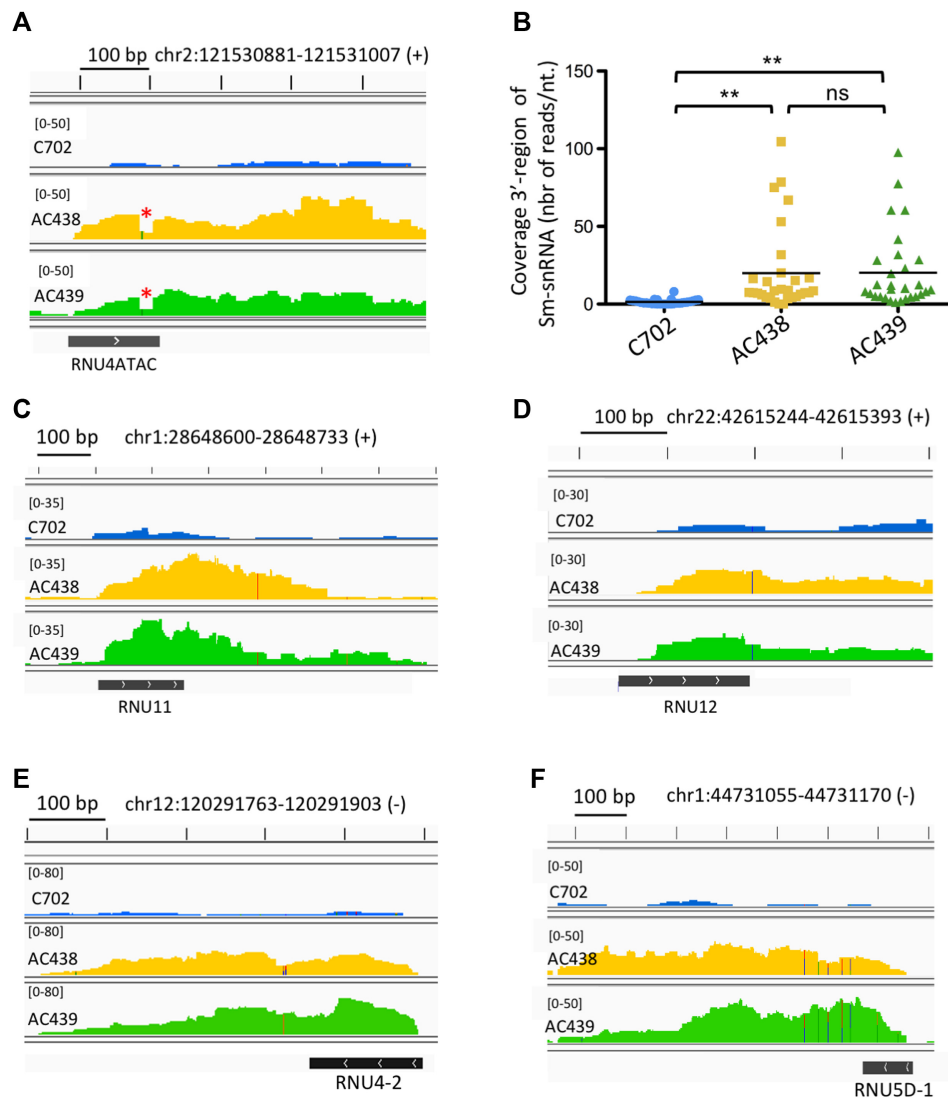 A
100 bp chr2:121530881-121531007 (+)
[0-50]
C702
[0-50]
AC438
*
[0-50]
AC439
*
RNU4ATAC
B
Coverage 3′-region of
Sm-snRNA (nbr of reads/nt.)
150
100
50
0
**
**
ns
C702
AC438
AC439
C
100 bp chr1:28648600-28648733 (+)
[0-35]
C702
[0-35]
AC438
[0-35]
AC439
RNU11
D
100 bp chr22:42615244-42615393 (+)
[0-30]
C702
[0-30]
AC438
[0-30]
AC439
RNU12
E
100 bp chr12:120291763-120291903 (-)
[0-80]
C702
[0-80]
AC438
[0-80]
AC439
RNU4-2
F
100 bp chr1:44731055-44731170 (-)
[0-50]
C702
[0-50]
AC438
[0-50]
AC439
RNU5D-1